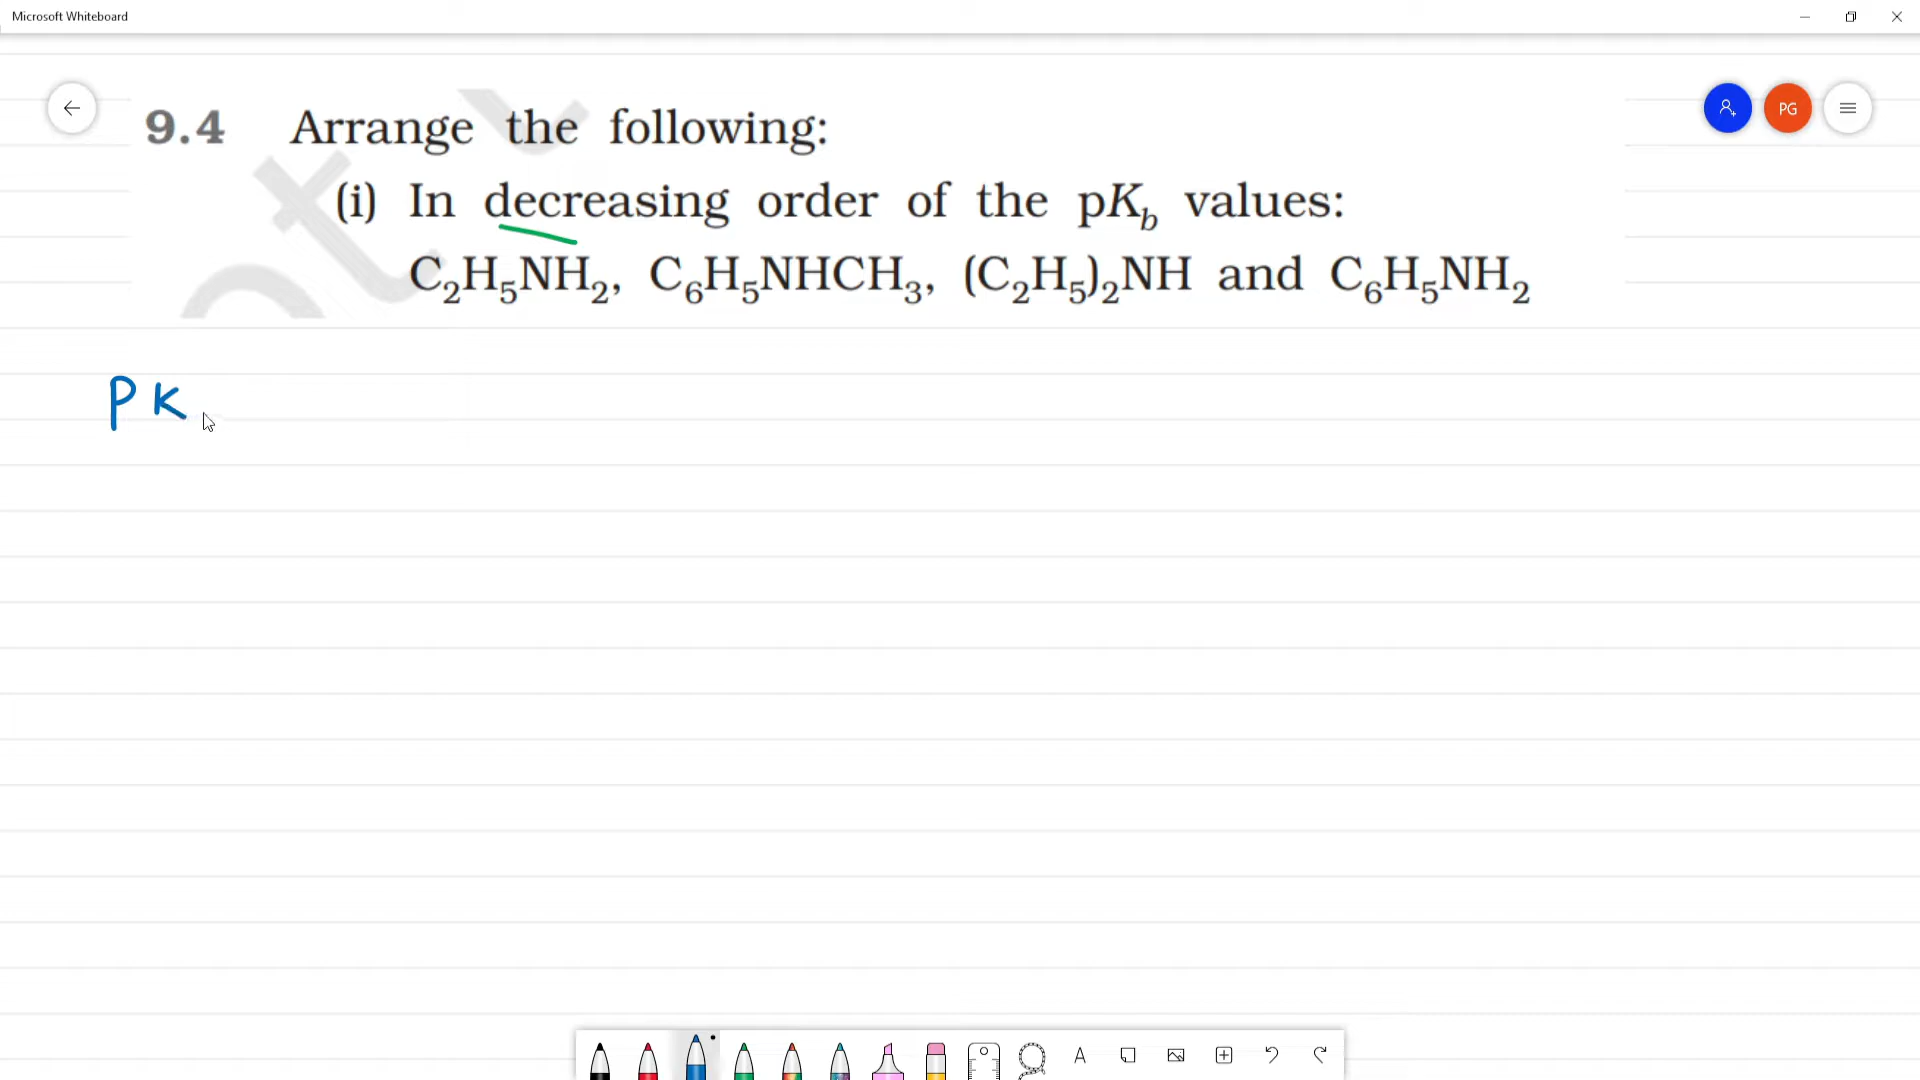 Microsoft Whiteboard
PG
9.4 Arrange the following:
(i) In decreasing order of the pK_b values:
C₂H₅NH₂, C₆H₅NHCH₃, (C₂H₅)₂NH and C₆H₅NH₂
PK
A